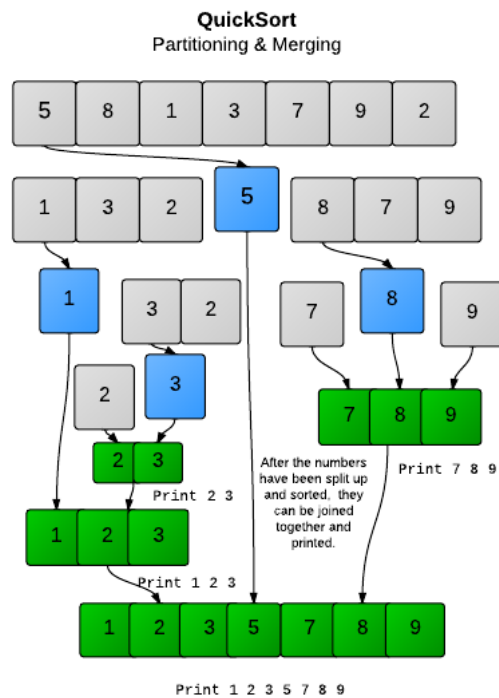 QuickSort
Partitioning & Merging
5 8 1 3 7 9 2
5
1 3 2
8 7 9
1
3 2
7
8
9
2
3
7 8 9
2 3
After the numbers
have been split up
and sorted, they
can be joined
together and
printed.
Print 7 8 9
Print 2 3
1 2 3
Print 1 2 3
1 2 3 5 7 8 9
Print 1 2 3 5 7 8 9